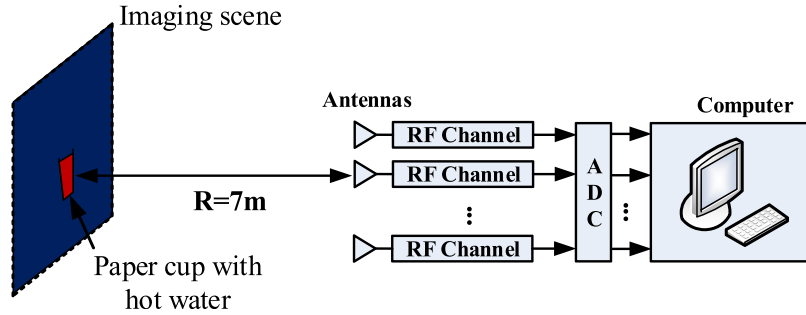 Imaging scene
Antennas
Computer
RF Channel
RF Channel
A
D
C
R=7m
...
...
RF Channel
Paper cup with
hot water